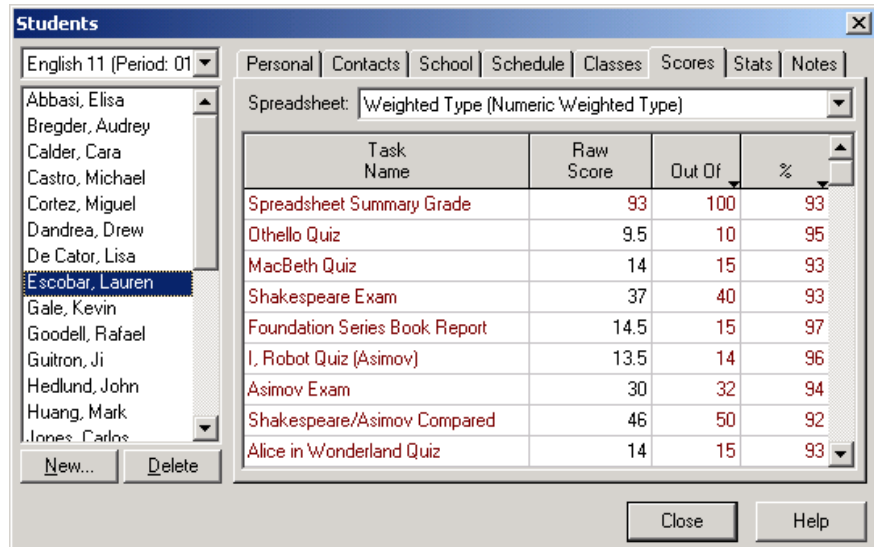 Students
English 11 (Period: 01
Abbasi, Elisa
Bregder, Audrey
Calder, Cara
Castro, Michael
Cortez, Miguel
Dandrea, Drew
De Cator, Lisa
Escobar, Lauren
Gale, Kevin
Goodell, Rafael
Guitron, Ji
Hedlund, John
Huang, Mark
Jones, Carlos
New... Delete
Personal Contacts School Schedule Classes Scores Stats Notes
Spreadsheet: Weighted Type (Numeric Weighted Type)
Task Name Raw Score Out Of %
Spreadsheet Summary Grade 93 100 93
Othello Quiz 9.5 10 95
MacBeth Quiz 14 15 93
Shakespeare Exam 37 40 93
Foundation Series Book Report 14.5 15 97
I, Robot Quiz (Asimov) 13.5 14 96
Asimov Exam 30 32 94
Shakespeare/Asimov Compared 46 50 92
Alice in Wonderland Quiz 14 15 93
Close Help